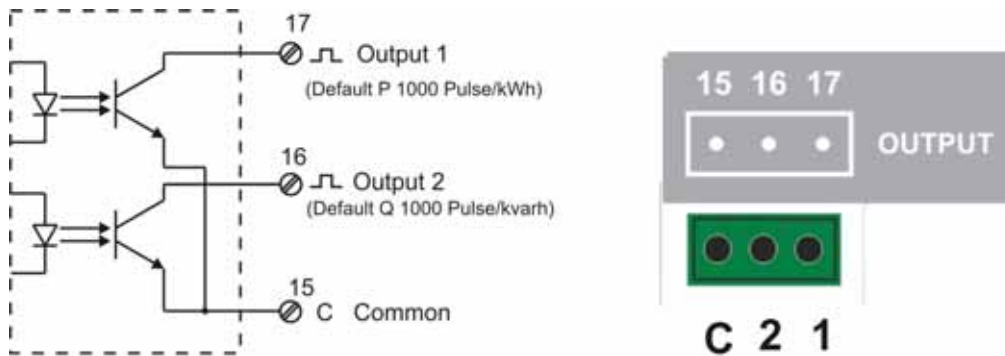 17
Output 1
(Default P 1000 Pulse/kWh)
16
Output 2
(Default Q 1000 Pulse/kvarh)
15
C Common
15 16 17
OUTPUT
C 2 1